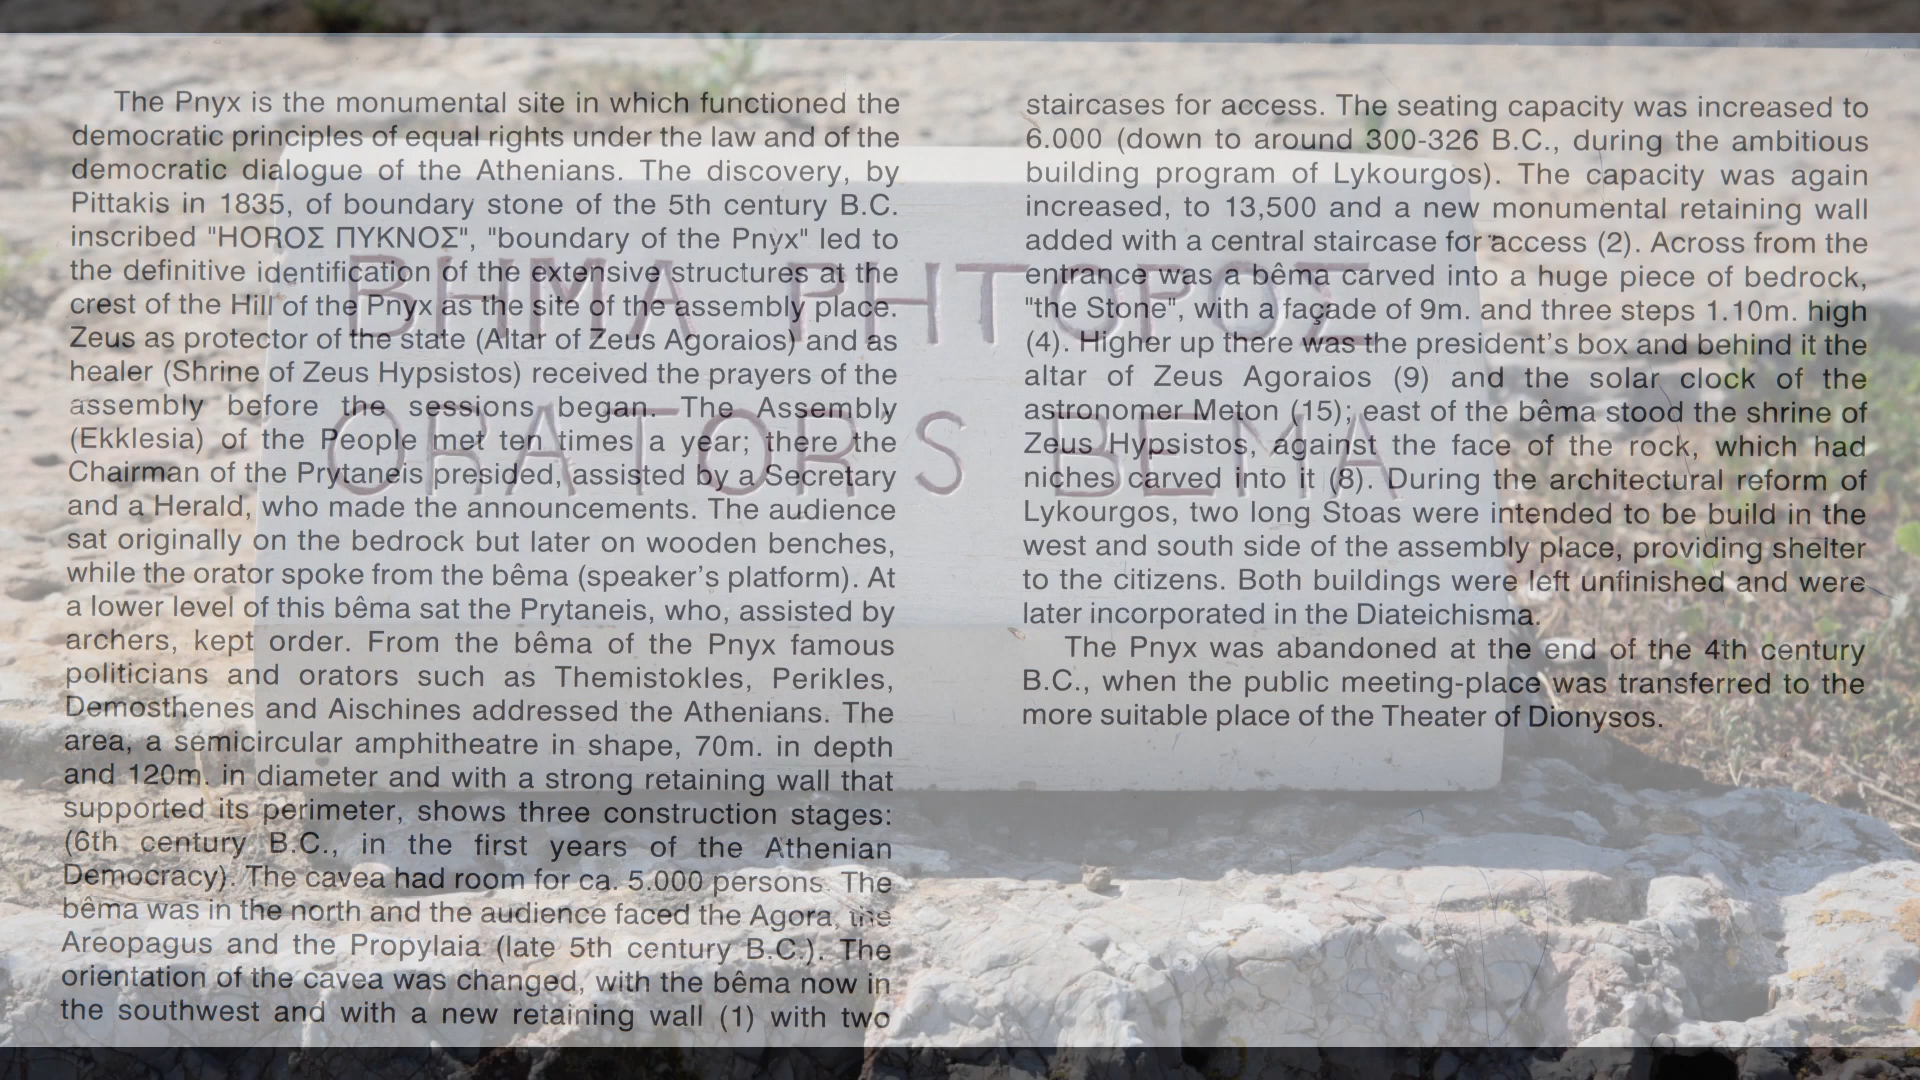 The Pnyx is the monumental site in which functioned the
democratic principles of equal rights under the law and of the
democratic dialogue of the Athenians. The discovery, by
Pittakis in 1835, of boundary stone of the 5th century B.C.
inscribed "HOROΣ ΠΥΚΝΟΣ", "boundary of the Pnyx" led to
the definitive identification of the extensive structures at the
crest of the Hill of the Pnyx as the site of the assembly place.
Zeus as protector of the state (Altar of Zeus Agoraios) and as
healer (Shrine of Zeus Hypsistos) received the prayers of the
assembly before the sessions began. The Assembly
(Ekklesia) of the People met ten times a year; there the
Chairman of the Prytaneis presided, assisted by a Secretary
and a Herald, who made the announcements. The audience
sat originally on the bedrock but later on wooden benches,
while the orator spoke from the bêma (speaker's platform). At
a lower level of this bêma sat the Prytaneis, who, assisted by
archers, kept order. From the bêma of the Pnyx famous
politicians and orators such as Themistokles, Perikles,
Demosthenes and Aischines addressed the Athenians. The
area, a semicircular amphitheatre in shape, 70m. in depth
and 120m. in diameter and with a strong retaining wall that
supported its perimeter, shows three construction stages:
(6th century B.C., in the first years of the Athenian
Democracy). The cavea had room for ca. 5.000 persons. The
bêma was in the north and the audience faced the Agora, the
Areopagus and the Propylaia (late 5th century B.C.). The
orientation of the cavea was changed, with the bêma now in
the southwest and with a new retaining wall (1) with two
staircases for access. The seating capacity was increased to
6.000 (down to around 300-326 B.C., during the ambitious
building program of Lykourgos). The capacity was again
increased, to 13,500 and a new monumental retaining wall
added with a central staircase for access (2). Across from the
entrance was a bêma carved into a huge piece of bedrock,
"the Stone", with a façade of 9m. and three steps 1.10m. high
(4). Higher up there was the president's box and behind it the
altar of Zeus Agoraios (9) and the solar clock of the
astronomer Meton (15); east of the bêma stood the shrine of
Zeus Hypsistos, against the face of the rock, which had
niches carved into it (8). During the architectural reform of
Lykourgos, two long Stoas were intended to be build in the
west and south side of the assembly place, providing shelter
to the citizens. Both buildings were left unfinished and were
later incorporated in the Diateichisma.
The Pnyx was abandoned at the end of the 4th century
B.C., when the public meeting-place was transferred to the
more suitable place of the Theater of Dionysos.
ΒΗΜΑ ΡΗΤΟΡΟΣ
ORATORS BEMA